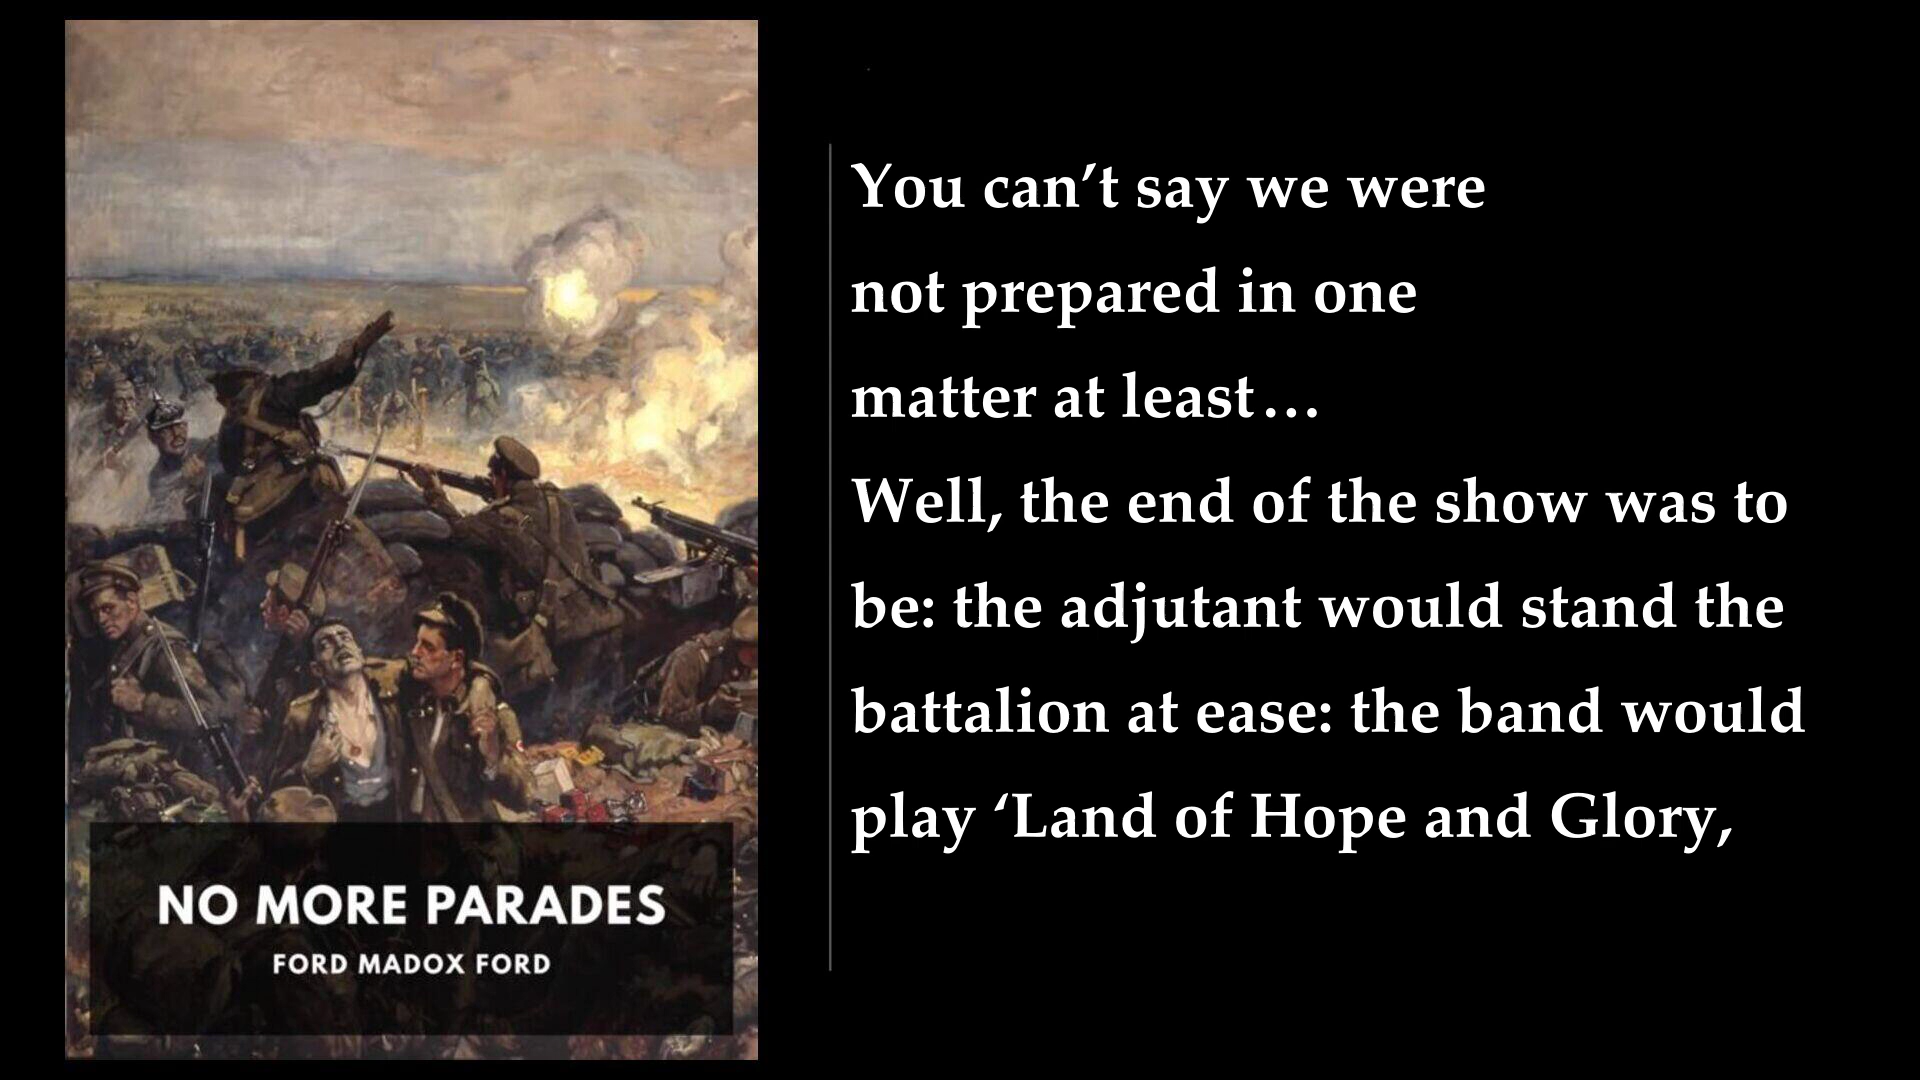 You can’t say we were
not prepared in one
matter at least…
Well, the end of the show was to
be: the adjutant would stand the
battalion at ease: the band would
play ‘Land of Hope and Glory,
NO MORE PARADES
FORD MADOX FORD